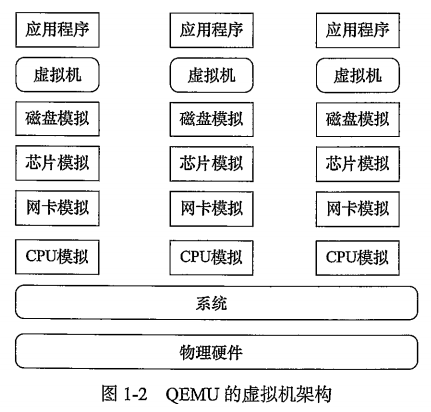 应用程序 应用程序 应用程序
虚拟机 虚拟机 虚拟机
磁盘模拟 磁盘模拟 磁盘模拟
芯片模拟 芯片模拟 芯片模拟
网卡模拟 网卡模拟 网卡模拟
CPU模拟 CPU模拟 CPU模拟
系统
物理硬件
图 1-2 QEMU 的虚拟机架构